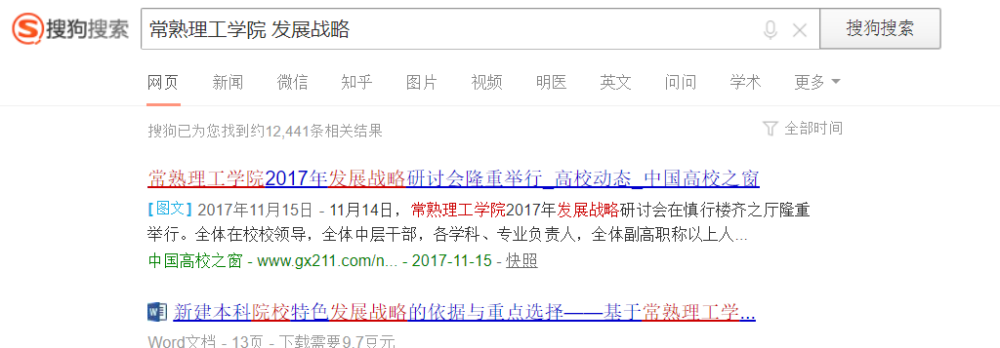 搜狗搜索
常熟理工学院 发展战略
搜狗搜索
网页 新闻 微信 知乎 图片 视频 明医 英文 问问 学术 更多
搜狗已为您找到约12,441条相关结果
全部时间
常熟理工学院2017年发展战略研讨会隆重举行_高校动态_中国高校之窗
[图文] 2017年11月15日 - 11月14日，常熟理工学院2017年发展战略研讨会在慎行楼齐之厅隆重
举行。全体在校校领导，全体中层干部，各学科、专业负责人，全体副高职称以上人...
中国高校之窗 - www.gx211.com/n... - 2017-11-15 - 快照
新建本科院校特色发展战略的依据与重点选择——基于常熟理工学...
Word文档 - 13页 - 下载需要9.7豆元